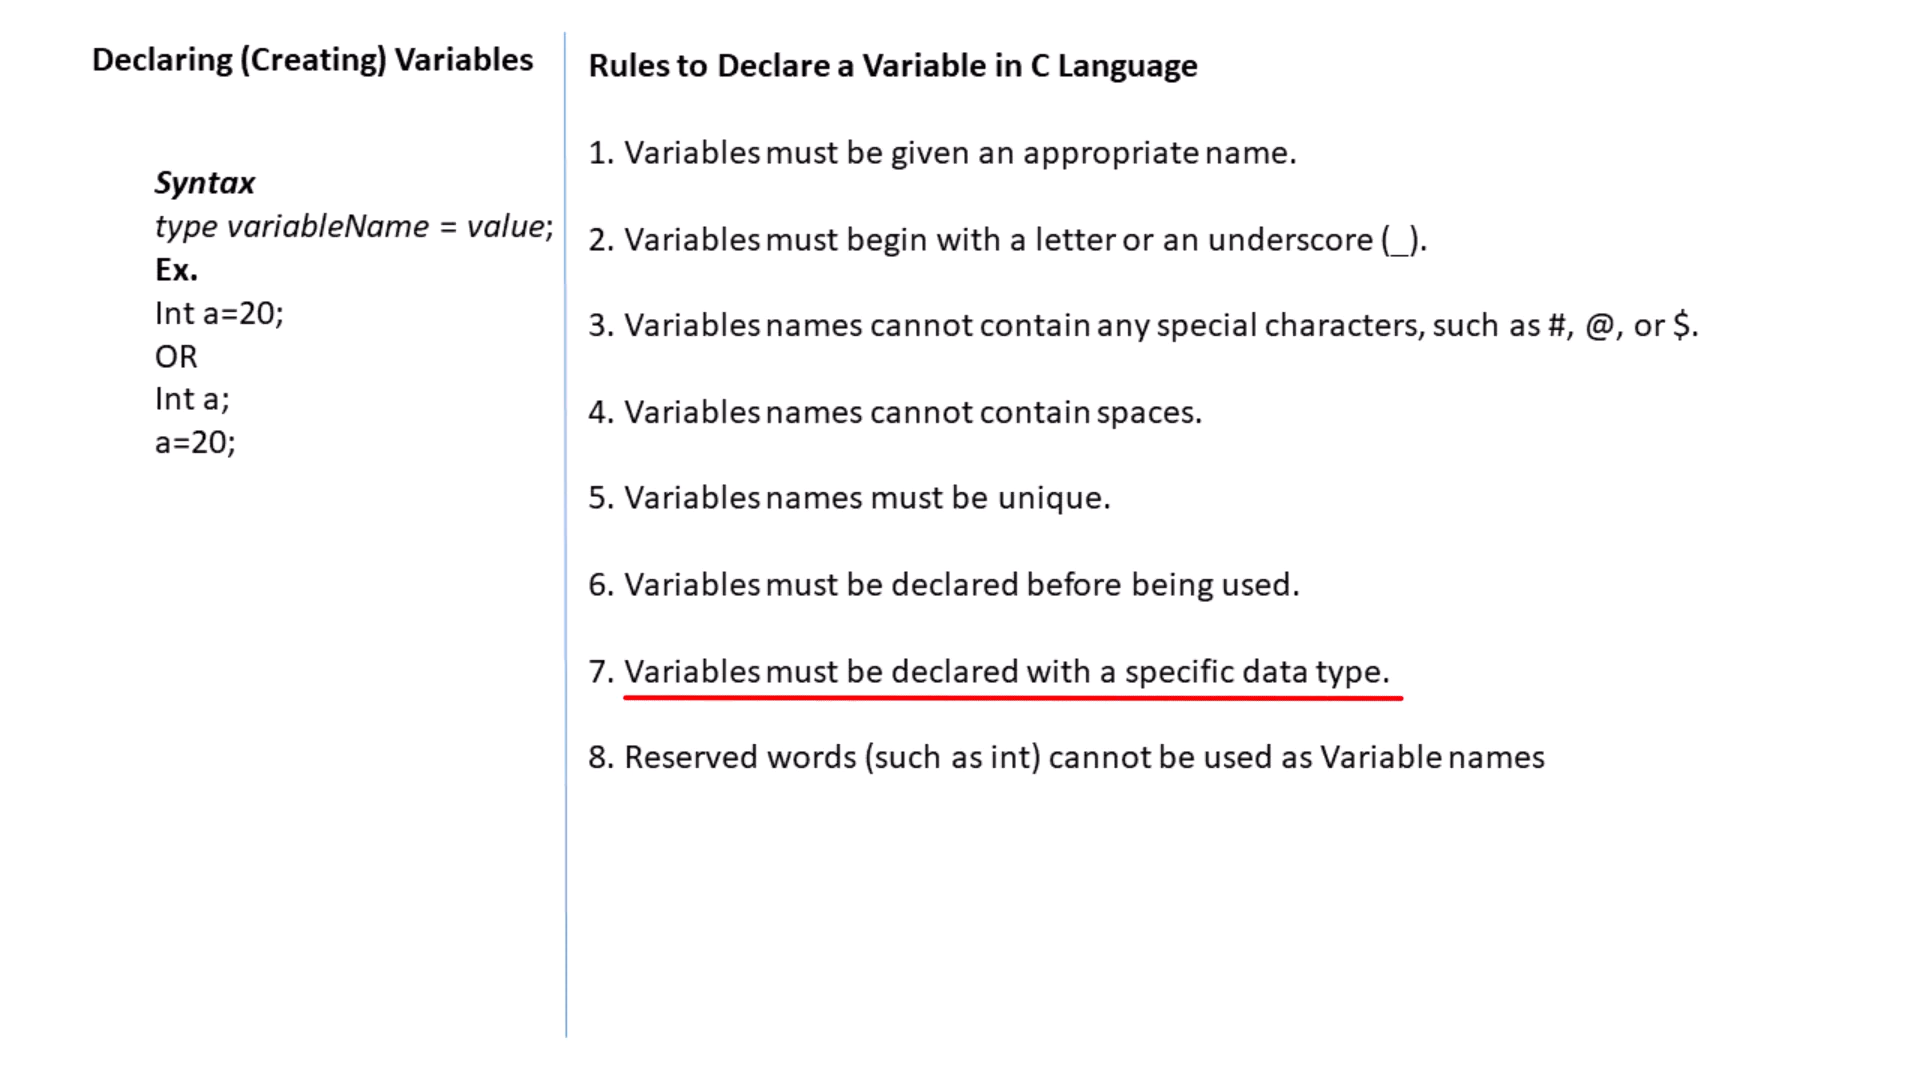 Declaring (Creating) Variables
Syntax
type variableName = value;
Ex.
Int a=20;
OR
Int a;
a=20;
Rules to Declare a Variable in C Language
1. Variables must be given an appropriate name.
2. Variables must begin with a letter or an underscore (_).
3. Variables names cannot contain any special characters, such as #, @, or $.
4. Variables names cannot contain spaces.
5. Variables names must be unique.
6. Variables must be declared before being used.
7. Variables must be declared with a specific data type.
8. Reserved words (such as int) cannot be used as Variable names